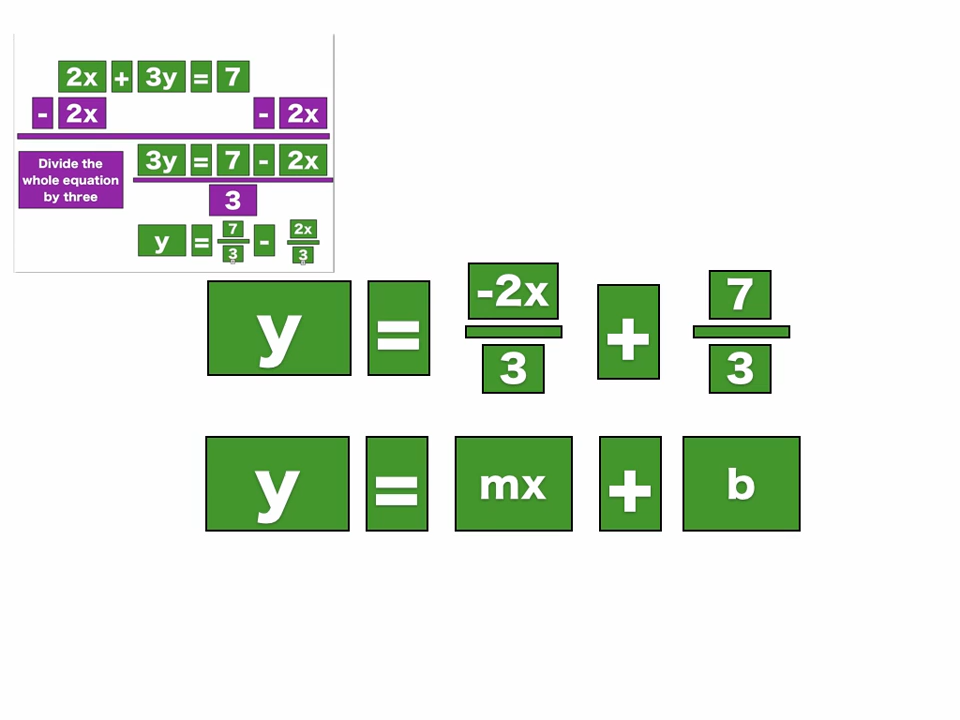 2x + 3y = 7
- 2x - 2x
Divide the
whole equation
by three
3y = 7 - 2x
3
y = 7/3 - 2x/3
y = -2x/3 + 7/3
y = mx + b